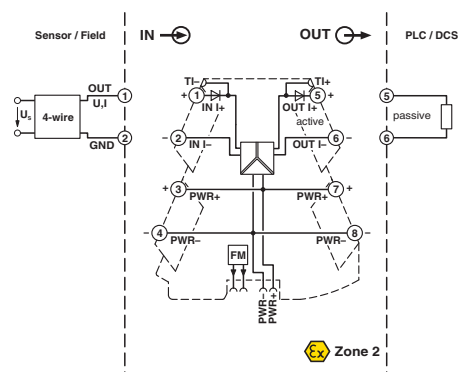 Sensor / Field
IN
OUT
PLC / DCS
TI–
TI+
OUT
1
+ 1
5 +
5
U,I
IN I+
OUT I+
Us
4-wire
active
passive
– 2
6 –
2
IN I–
OUT I–
6
GND
+ 3
7 +
PWR+
PWR+
– 4
8 –
PWR–
PWR–
FM
PWR–
PWR+
Ex Zone 2